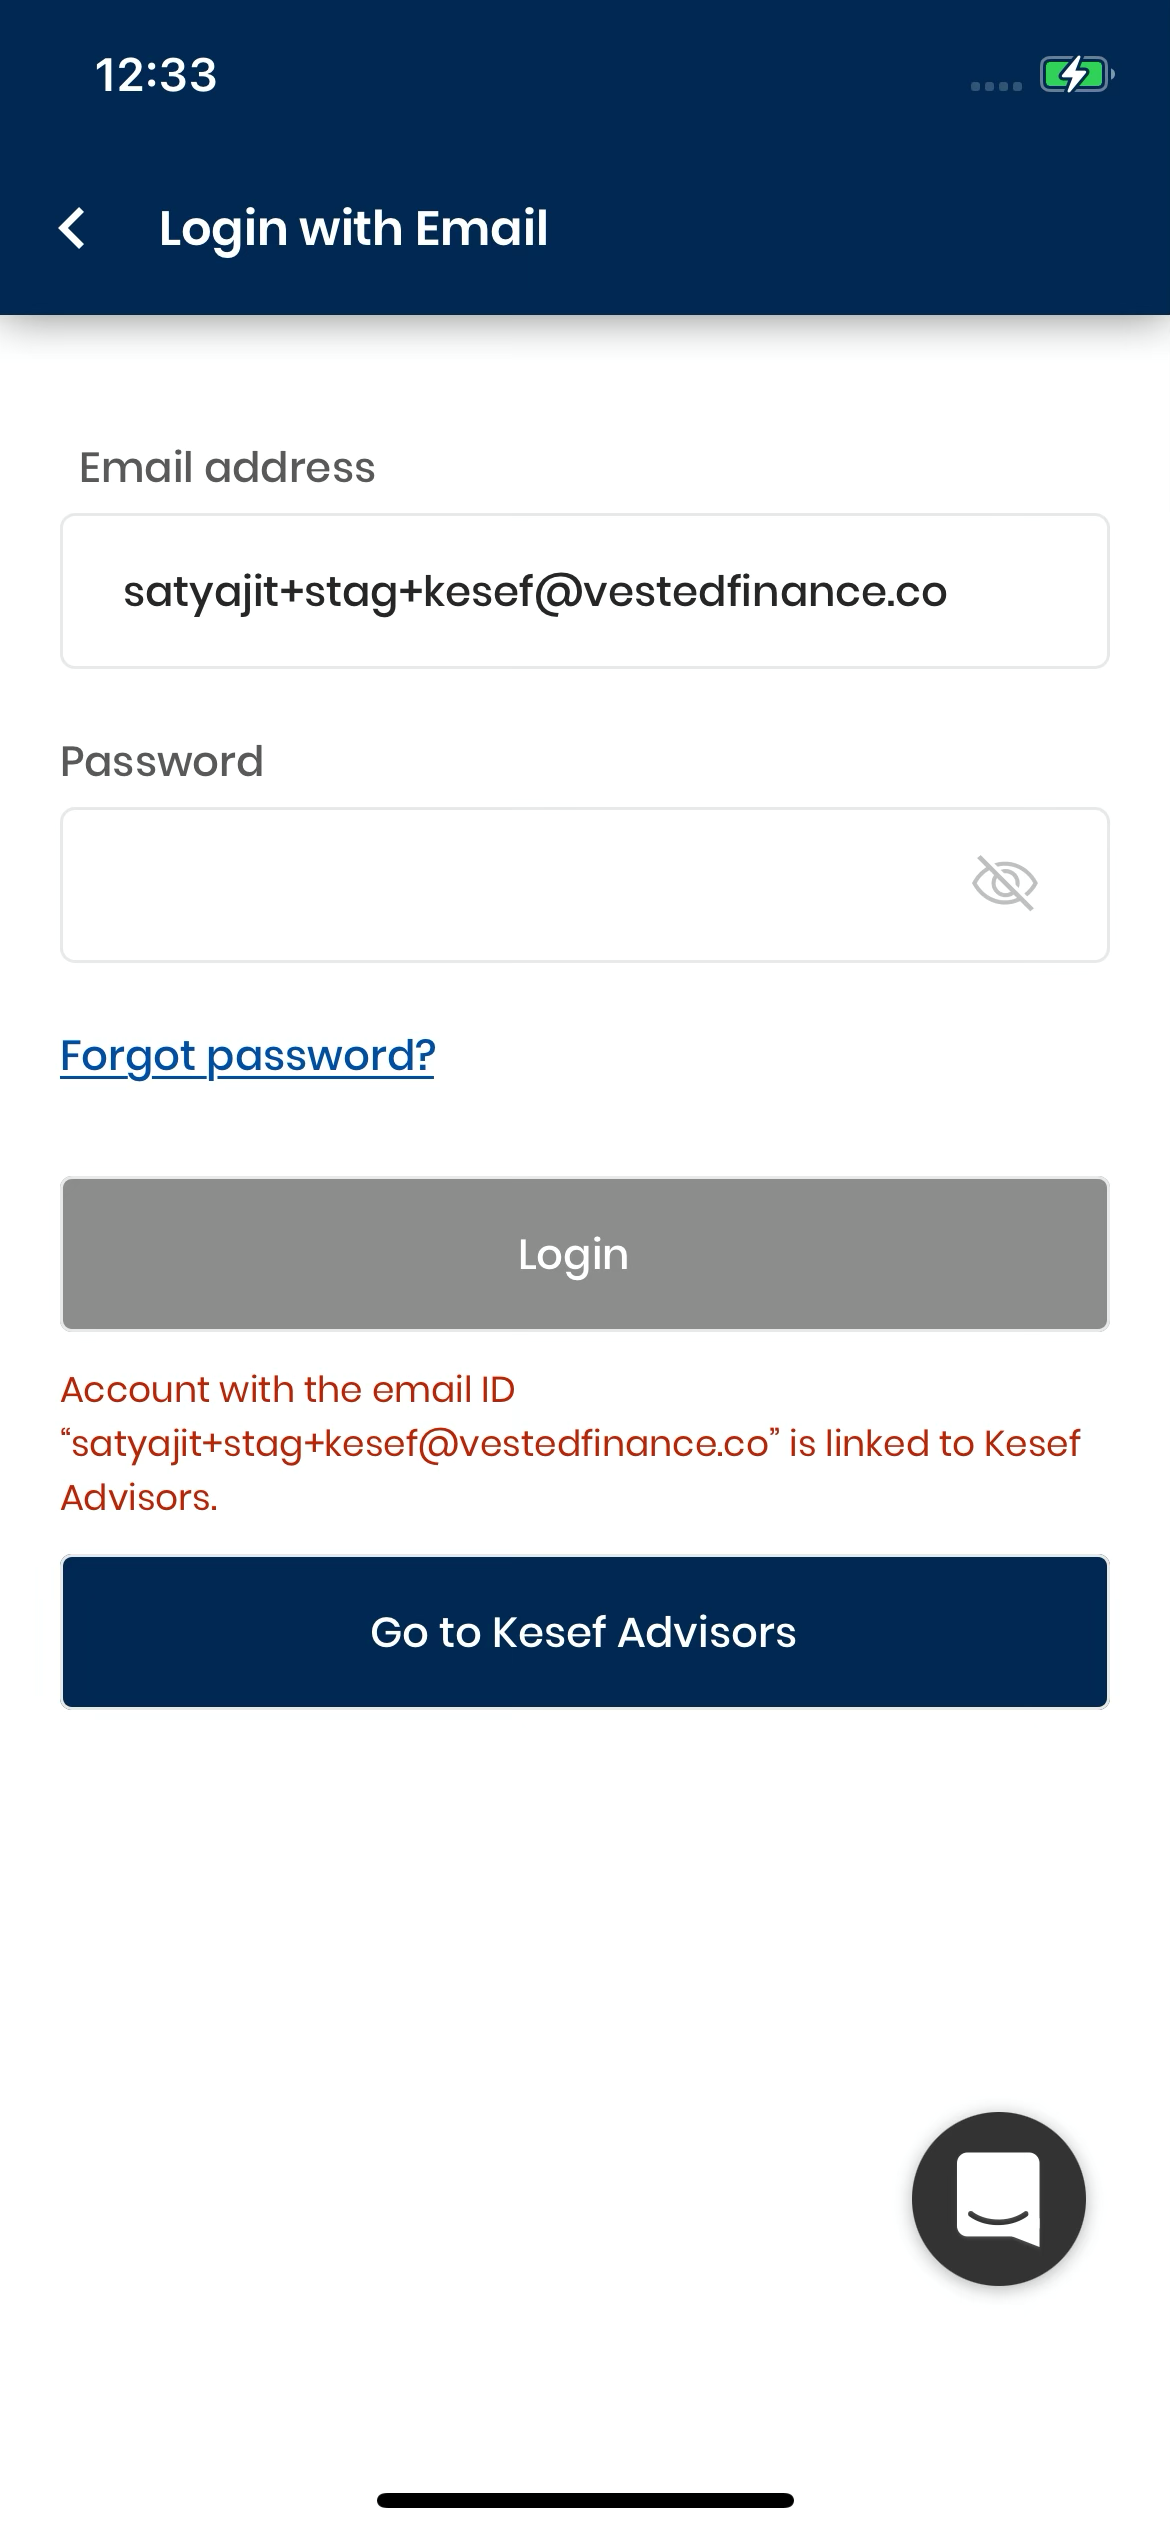 12:33
Login with Email
Email address
satyajit+stag+kesef@vestedfinance.co
Password
Forgot password?
Login
Account with the email ID
“satyajit+stag+kesef@vestedfinance.co” is linked to Kesef
Advisors.
Go to Kesef Advisors